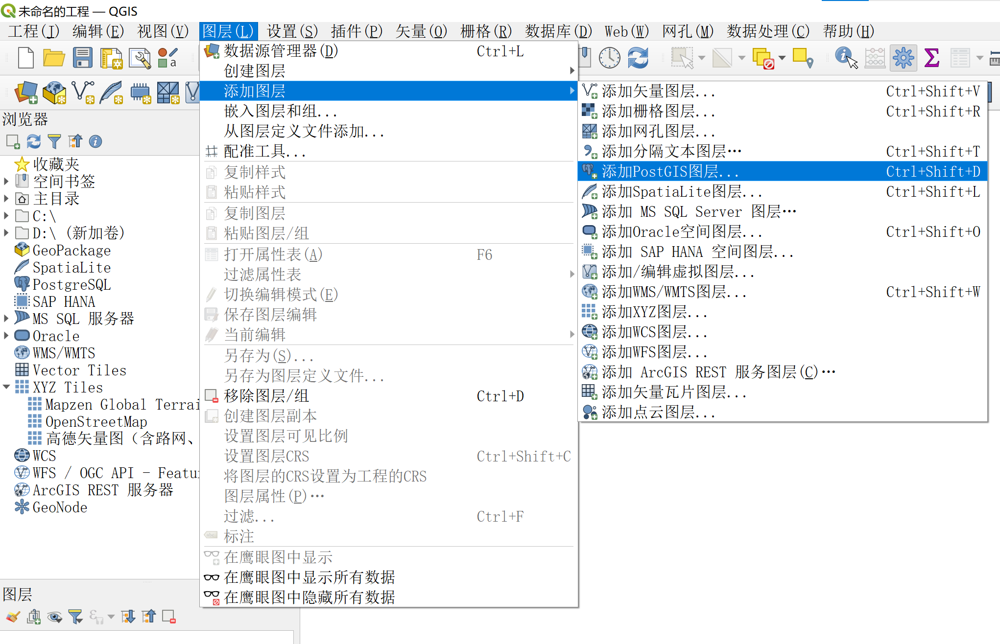 未命名的工程 — QGIS
工程(J) 编辑(E) 视图(V) 图层(L) 设置(S) 插件(P) 矢量(O) 栅格(R) 数据库(D) Web(W) 网孔(M) 数据处理(C) 帮助(H)
浏览器
收藏夹
空间书签
主目录
C:\
D:\ (新加卷)
GeoPackage
SpatiaLite
PostgreSQL
SAP HANA
MS SQL 服务器
Oracle
WMS/WMTS
Vector Tiles
XYZ Tiles
Mapzen Global Terrai
OpenStreetMap
高德矢量图（含路网、
WCS
WFS / OGC API - Featu
ArcGIS REST 服务器
GeoNode
图层
数据源管理器(D) Ctrl+L
创建图层
添加图层
嵌入图层和组...
从图层定义文件添加...
配准工具...
复制样式
粘贴样式
复制图层
粘贴图层/组
打开属性表(A) F6
过滤属性表
切换编辑模式(E)
保存图层编辑
当前编辑
另存为(S)...
另存为图层定义文件...
移除图层/组 Ctrl+D
创建图层副本
设置图层可见比例
设置图层CRS Ctrl+Shift+C
将图层的CRS设置为工程的CRS
图层属性(P)…
过滤... Ctrl+F
标注
在鹰眼图中显示
在鹰眼图中显示所有数据
在鹰眼图中隐藏所有数据
添加矢量图层... Ctrl+Shift+V
添加栅格图层... Ctrl+Shift+R
添加网孔图层...
添加分隔文本图层… Ctrl+Shift+T
添加PostGIS图层... Ctrl+Shift+D
添加SpatiaLite图层... Ctrl+Shift+L
添加 MS SQL Server 图层…
添加Oracle空间图层... Ctrl+Shift+O
添加 SAP HANA 空间图层...
添加/编辑虚拟图层...
添加WMS/WMTS图层... Ctrl+Shift+W
添加XYZ图层...
添加WCS图层...
添加WFS图层...
添加 ArcGIS REST 服务图层(C)…
添加矢量瓦片图层...
添加点云图层...